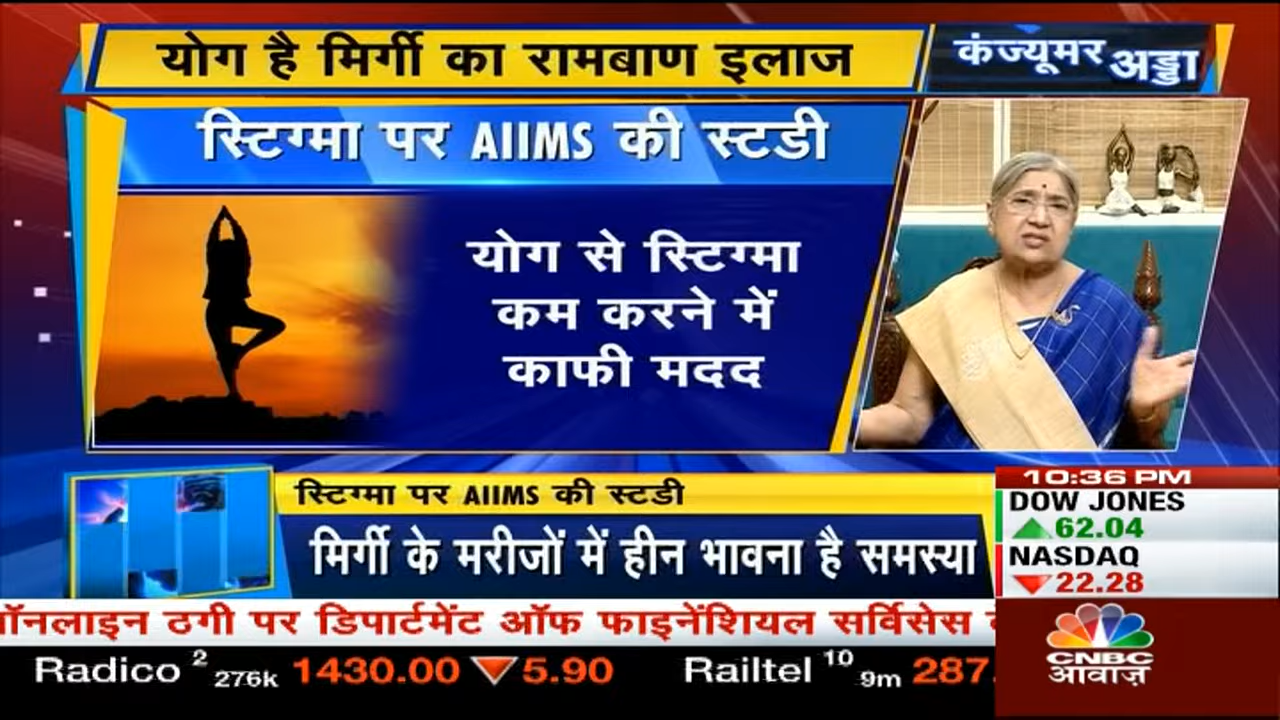 योग है मिर्गी का रामबाण इलाज
कंज्यूमर अड्डा
स्टिग्मा पर AIIMS की स्टडी
योग से स्टिग्मा
कम करने में
काफी मदद
स्टिग्मा पर AIIMS की स्टडी
मिर्गी के मरीजों में हीन भावना है समस्या
10:36 PM
DOW JONES
62.04
NASDAQ
22.28
ठगी पर डिपार्टमेंट ऑफ फाइनेंशियल सर्विसेस
Radico 2 276k 1430.00 5.90 Railtel 10 9m 287.
CNBC
आवाज़